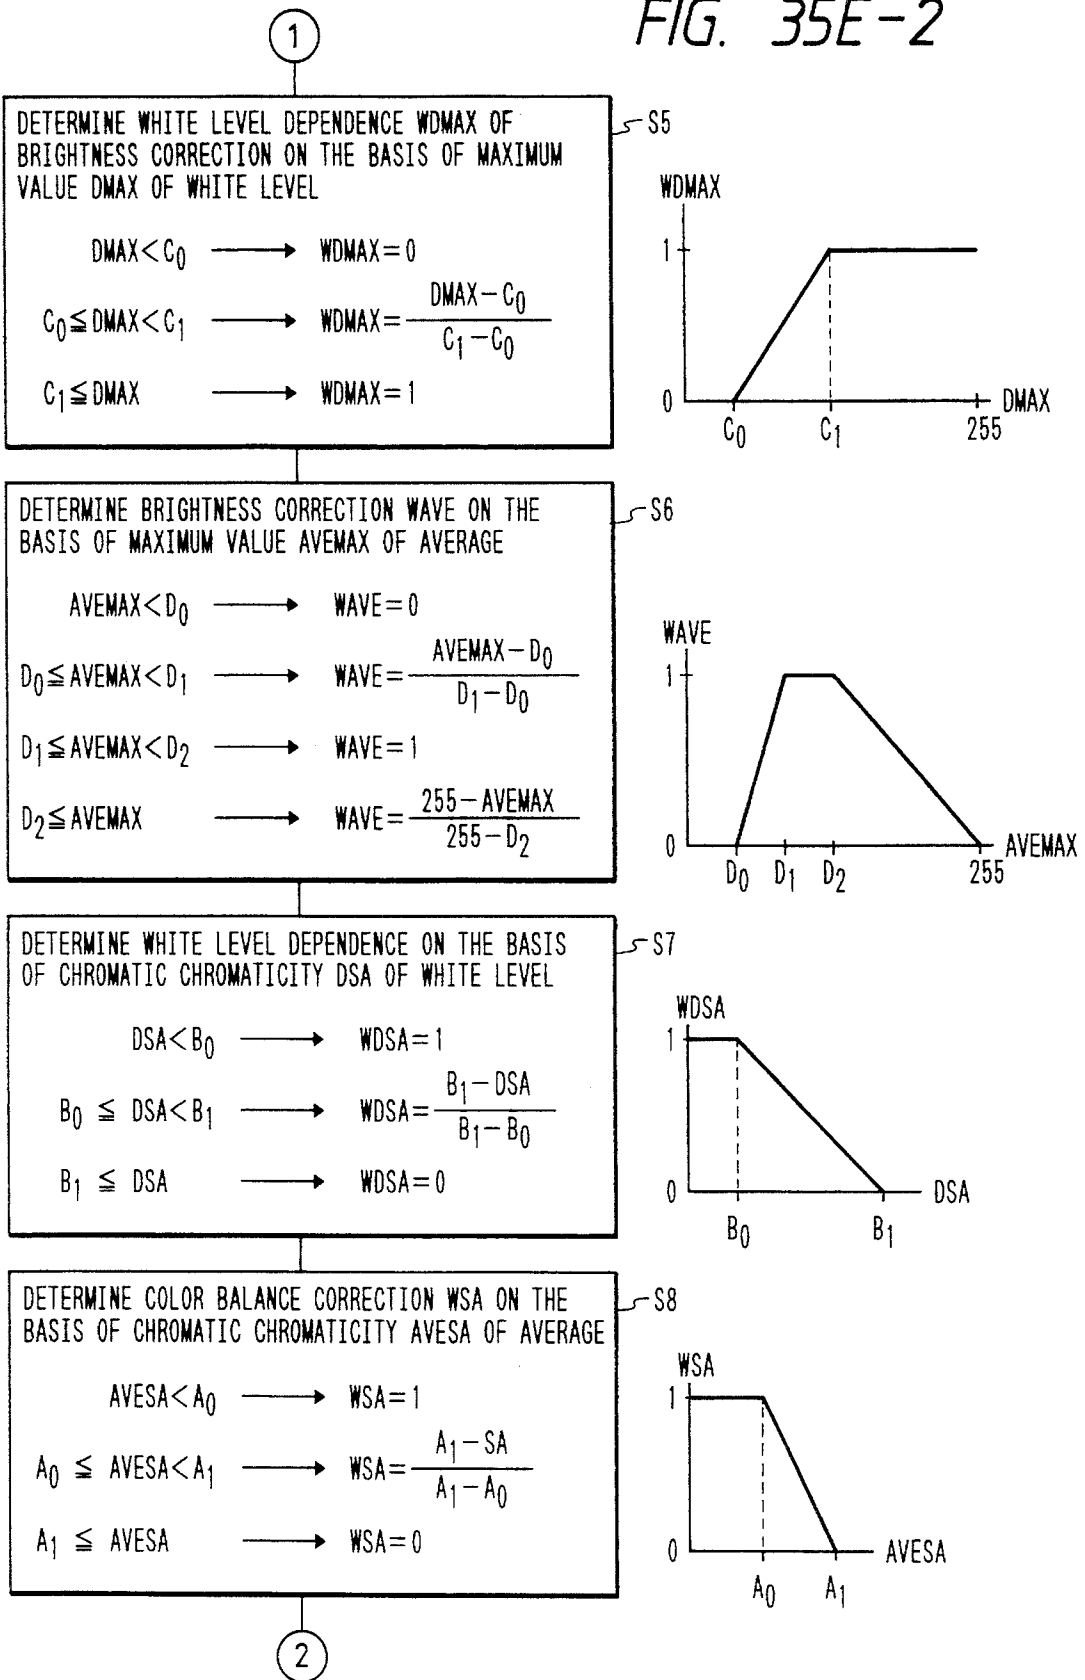 FIG. 35E-2
1
DETERMINE WHITE LEVEL DEPENDENCE WDMAX OF
BRIGHTNESS CORRECTION ON THE BASIS OF MAXIMUM
VALUE DMAX OF WHITE LEVEL
DMAX<C0 → WDMAX=0
C0≦DMAX<C1 → WDMAX= DMAX-C0 / C1-C0
C1≦DMAX → WDMAX=1
S5
WDMAX
1
0
C0 C1 255
DMAX
DETERMINE BRIGHTNESS CORRECTION WAVE ON THE
BASIS OF MAXIMUM VALUE AVEMAX OF AVERAGE
AVEMAX<D0 → WAVE=0
D0≦AVEMAX<D1 → WAVE= AVEMAX-D0 / D1-D0
D1≦AVEMAX<D2 → WAVE=1
D2≦AVEMAX → WAVE= 255-AVEMAX / 255-D2
S6
WAVE
1
0
D0 D1 D2 255
AVEMAX
DETERMINE WHITE LEVEL DEPENDENCE ON THE BASIS
OF CHROMATIC CHROMATICITY DSA OF WHITE LEVEL
DSA<B0 → WDSA=1
B0 ≦ DSA<B1 → WDSA= B1-DSA / B1-B0
B1 ≦ DSA → WDSA=0
S7
WDSA
1
0
B0 B1
DSA
DETERMINE COLOR BALANCE CORRECTION WSA ON THE
BASIS OF CHROMATIC CHROMATICITY AVESA OF AVERAGE
AVESA<A0 → WSA=1
A0 ≦ AVESA<A1 → WSA= A1-SA / A1-A0
A1 ≦ AVESA → WSA=0
S8
WSA
1
0
A0 A1
AVESA
2